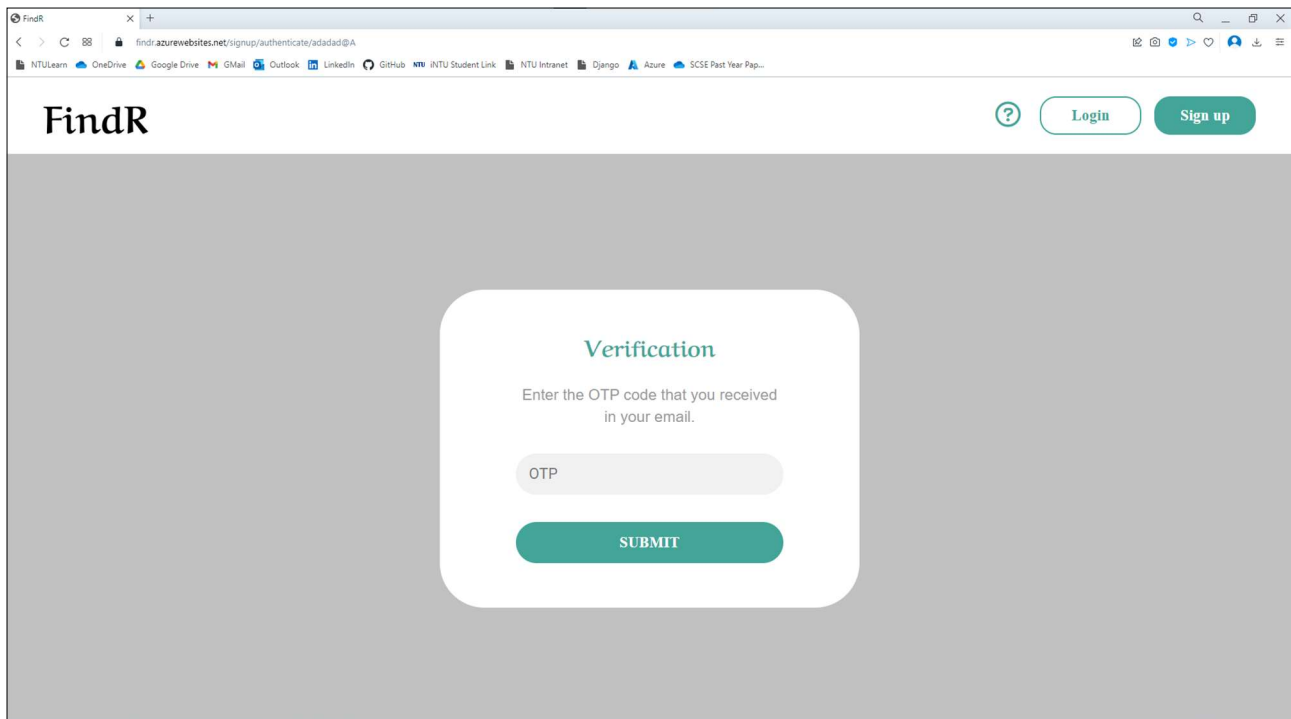 FindR
findr.azurewebsites.net/signup/authenticate/adadad@A
NTULearn OneDrive Google Drive GMail Outlook LinkedIn GitHub NTU iNTU Student Link NTU Intranet Django Azure SCSE Past Year Pap...
FindR
? Login Sign up
Verification
Enter the OTP code that you received
in your email.
OTP
SUBMIT